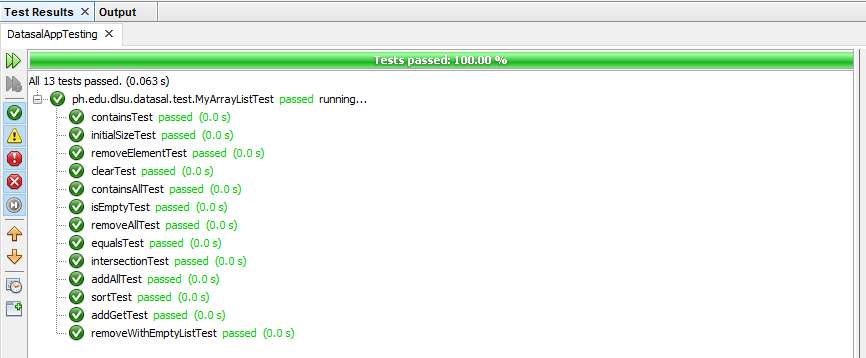 Test Results Output
DatasalAppTesting
Tests passed: 100.00 %
All 13 tests passed. (0.063 s)
ph.edu.dlsu.datasal.test.MyArrayListTest passed running...
containsTest passed (0.0 s)
initialSizeTest passed (0.0 s)
removeElementTest passed (0.0 s)
clearTest passed (0.0 s)
containsAllTest passed (0.0 s)
isEmptyTest passed (0.0 s)
removeAllTest passed (0.0 s)
equalsTest passed (0.0 s)
intersectionTest passed (0.0 s)
addAllTest passed (0.0 s)
sortTest passed (0.0 s)
addGetTest passed (0.0 s)
removeWithEmptyListTest passed (0.0 s)